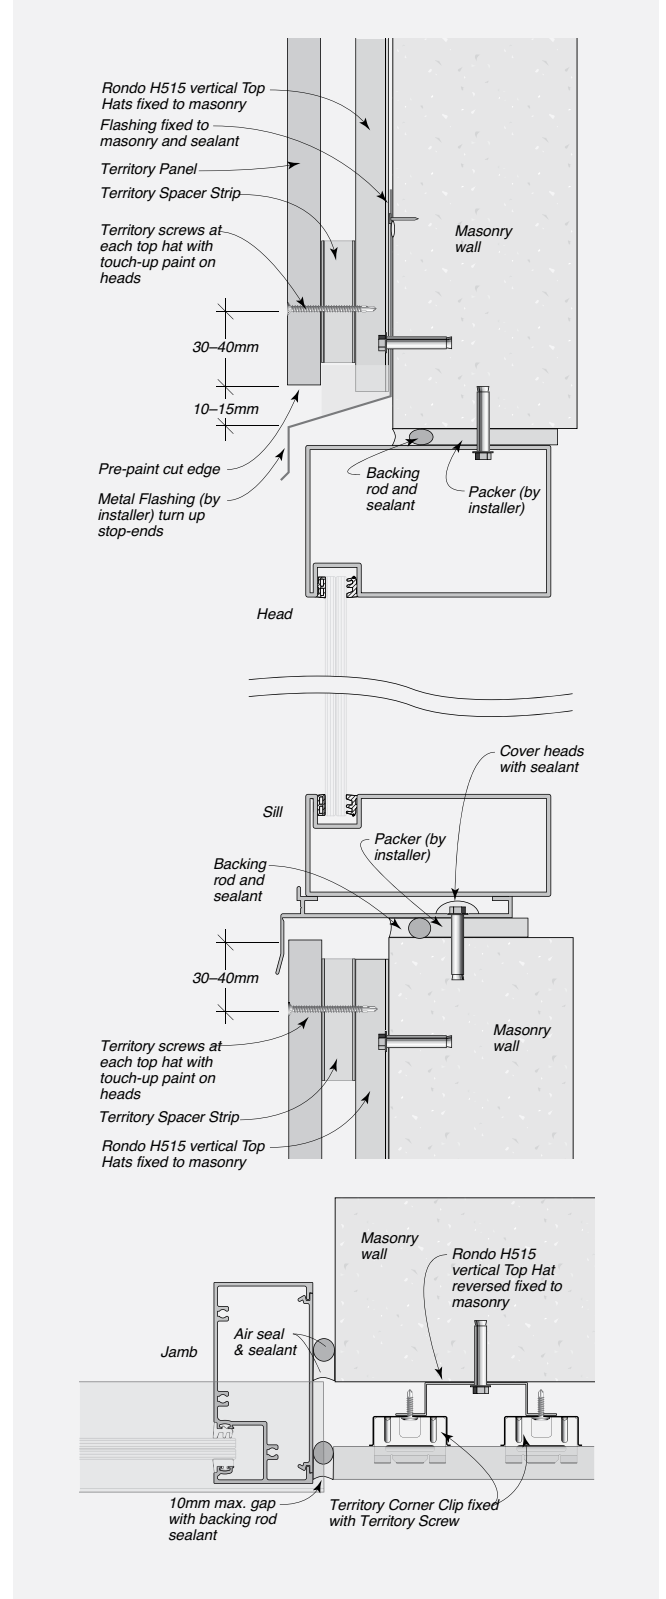 Rondo H515 vertical Top
Hats fixed to masonry
Flashing fixed to
masonry and sealant
Territory Panel
Territory Spacer Strip
Territory screws at
each top hat with
touch-up paint on
heads
Masonry
wall
30–40mm
10–15mm
Pre-paint cut edge
Metal Flashing (by
installer) turn up
stop-ends
Backing
rod and
sealant
Packer (by
installer)
Head
Cover heads
with sealant
Sill
Packer (by
installer)
Backing
rod and
sealant
30–40mm
Masonry
wall
Territory screws at
each top hat with
touch-up paint on
heads
Territory Spacer Strip
Rondo H515 vertical Top
Hats fixed to masonry
Masonry
wall
Rondo H515
vertical Top Hat
reversed fixed to
masonry
Air seal
& sealant
Jamb
10mm max. gap
with backing rod
sealant
Territory Corner Clip fixed
with Territory Screw